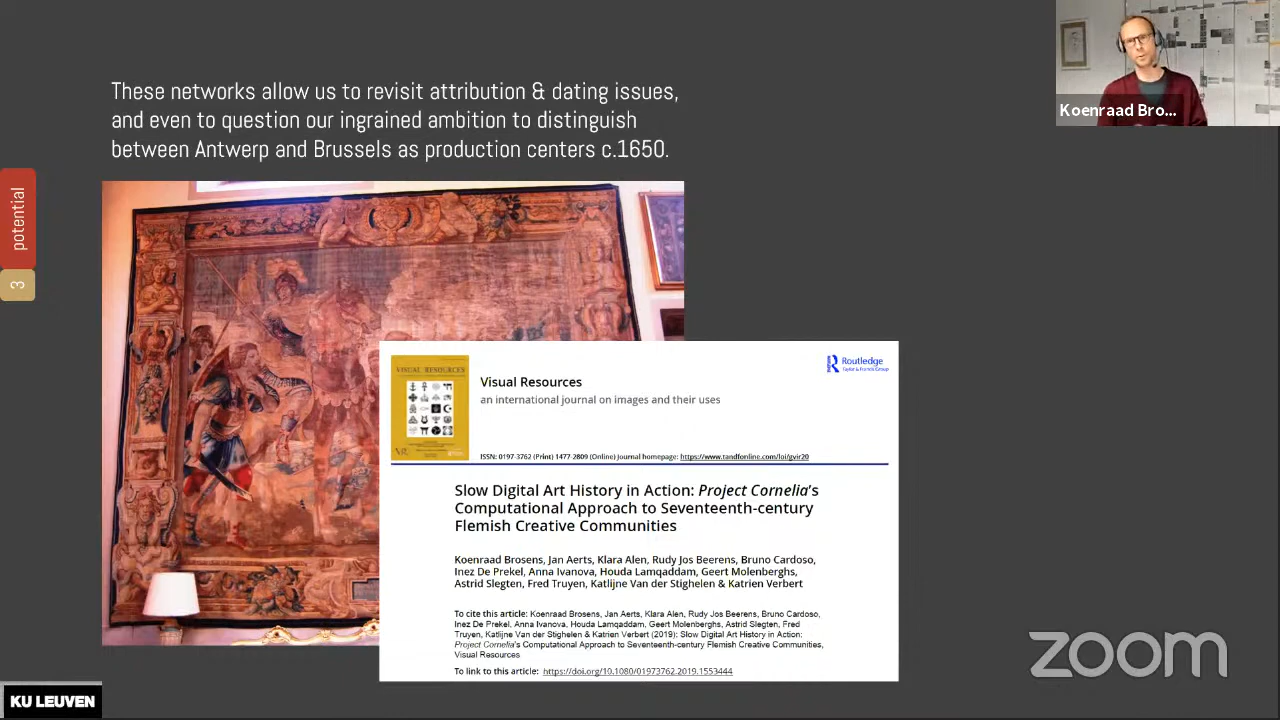 These networks allow us to revisit attribution & dating issues,
and even to question our ingrained ambition to distinguish
between Antwerp and Brussels as production centers c.1650.
Koenraad Bro...
potential
3
VISUAL RESOURCES
Routledge
Taylor & Francis Group
Visual Resources
an international journal on images and their uses
ISSN: 0197-3762 (Print) 1477-2809 (Online) Journal homepage: https://www.tandfonline.com/loi/gvir20
Slow Digital Art History in Action: Project Cornelia's
Computational Approach to Seventeenth-century
Flemish Creative Communities
Koenraad Brosens, Jan Aerts, Klara Alen, Rudy Jos Beerens, Bruno Cardoso,
Inez De Prekel, Anna Ivanova, Houda Lamqaddam, Geert Molenberghs,
Astrid Slegten, Fred Truyen, Katlijne Van der Stighelen & Katrien Verbert
To cite this article: Koenraad Brosens, Jan Aerts, Klara Alen, Rudy Jos Beerens, Bruno Cardoso,
Inez De Prekel, Anna Ivanova, Houda Lamqaddam, Geert Molenberghs, Astrid Slegten, Fred
Truyen, Katlijne Van der Stighelen & Katrien Verbert (2019): Slow Digital Art History in Action:
Project Cornelia's Computational Approach to Seventeenth-century Flemish Creative Communities,
Visual Resources
To link to this article: https://doi.org/10.1080/01973762.2019.1553444
zoom
KU LEUVEN